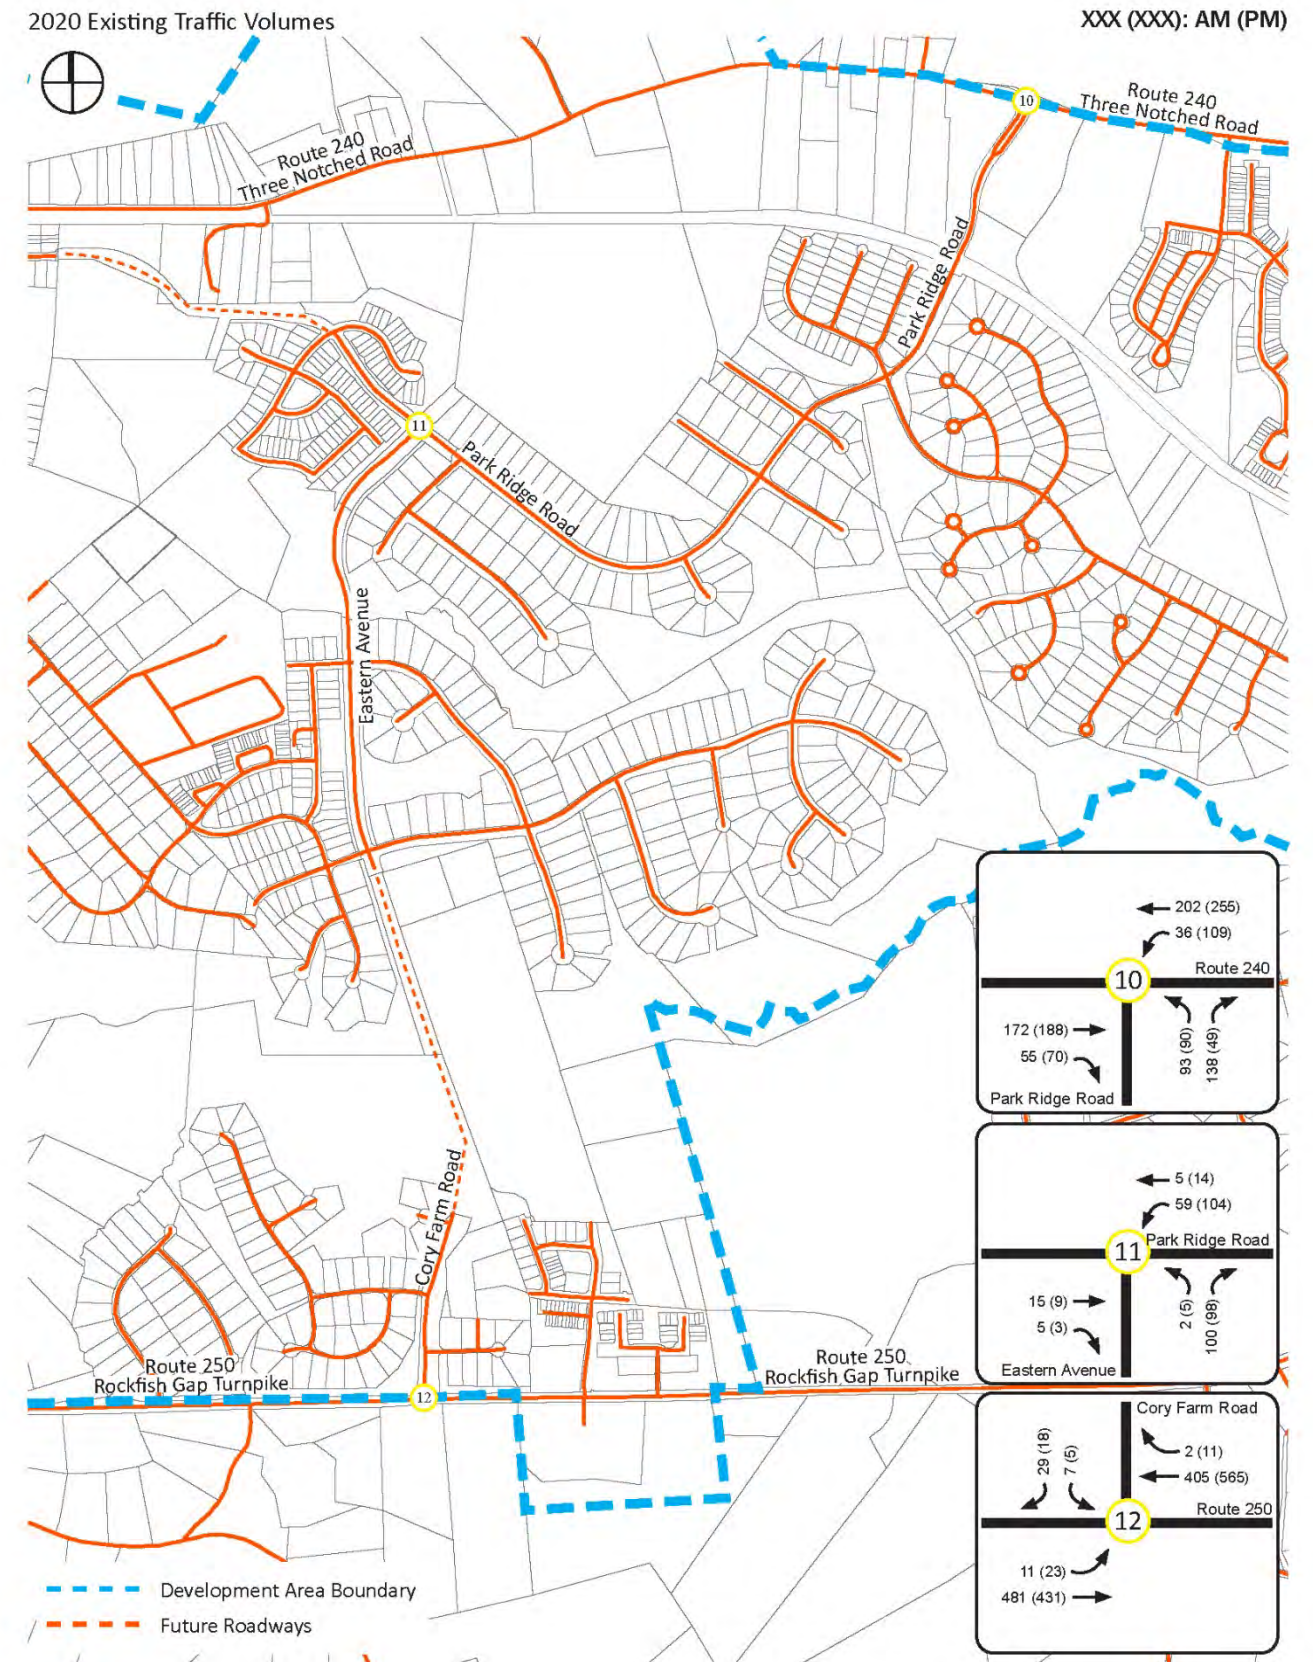 2020 Existing Traffic Volumes
XXX (XXX): AM (PM)
10
Route 240
Three Notched Road
Route 240
Three Notched Road
Park Ridge Road
11
Park Ridge Road
Eastern Avenue
202 (255)
36 (109)
Route 240
10
172 (188)
55 (70)
93 (90)
138 (49)
Park Ridge Road
5 (14)
59 (104)
Park Ridge Road
11
15 (9)
5 (3)
2 (5)
100 (98)
Eastern Avenue
Cory Farm Road
Route 250
Rockfish Gap Turnpike
12
Route 250
Rockfish Gap Turnpike
Cory Farm Road
29 (18)
7 (5)
2 (11)
405 (565)
Route 250
12
11 (23)
481 (431)
Development Area Boundary
Future Roadways